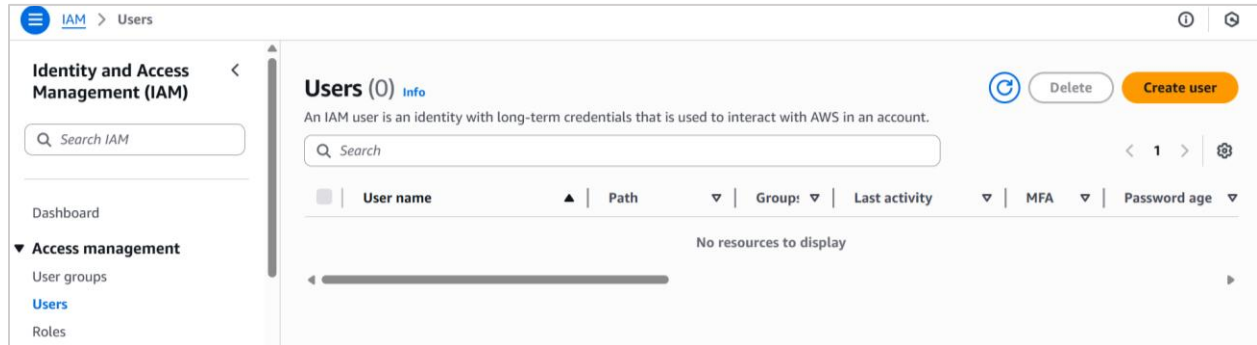 IAM > Users
Identity and Access
Management (IAM)
Search IAM
Dashboard
Access management
User groups
Users
Roles
Users (0) Info
Delete
Create user
An IAM user is an identity with long-term credentials that is used to interact with AWS in an account.
Search
< 1 >
User name
Path
Groups
Last activity
MFA
Password age
No resources to display